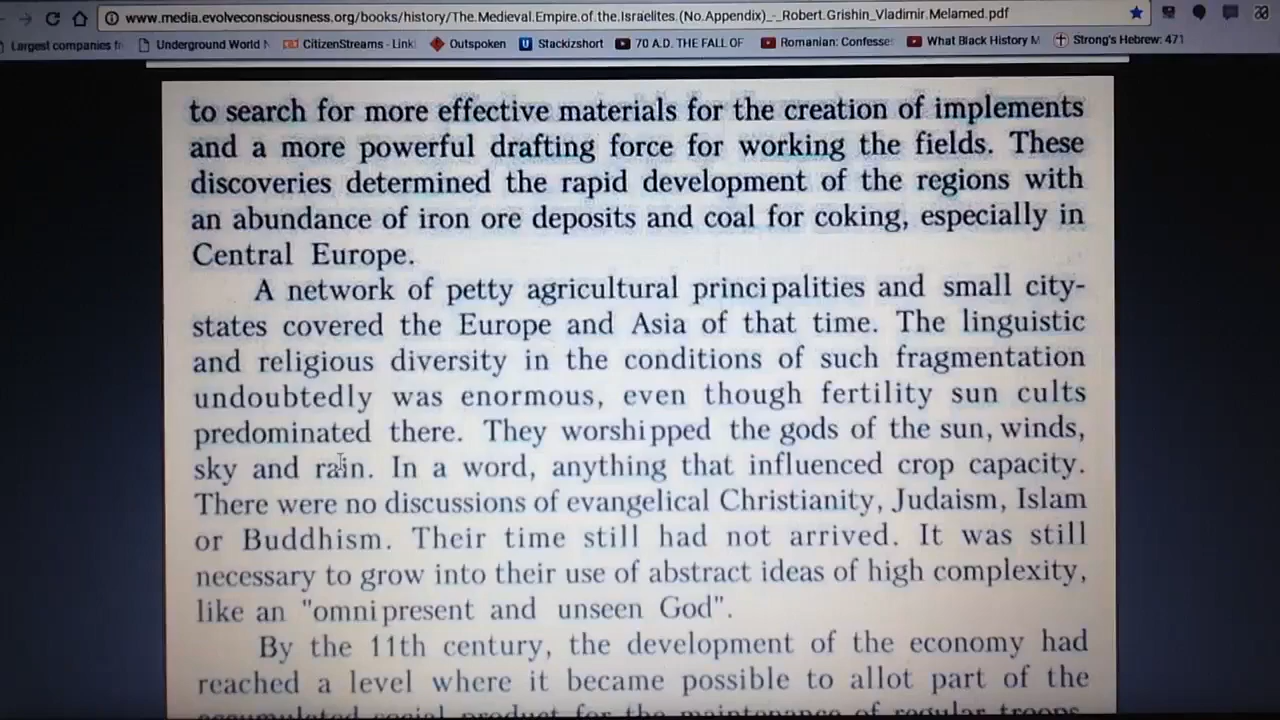 www.media.evolveconsciousness.org/books/history/The.Medieval.Empire.of.the.Israelites.(No.Appendix)_-_Robert.Grishin_Vladimir.Melamed.pdf
Largest companies fr Underground World N CitizenStreams - Link Outspoken Stackizshort 70 A.D. THE FALL OF Romanian: Confesse What Black History M Strong's Hebrew: 471
to search for more effective materials for the creation of implements
and a more powerful drafting force for working the fields. These
discoveries determined the rapid development of the regions with
an abundance of iron ore deposits and coal for coking, especially in
Central Europe.
A network of petty agricultural principalities and small city-
states covered the Europe and Asia of that time. The linguistic
and religious diversity in the conditions of such fragmentation
undoubtedly was enormous, even though fertility sun cults
predominated there. They worshipped the gods of the sun, winds,
sky and rain. In a word, anything that influenced crop capacity.
There were no discussions of evangelical Christianity, Judaism, Islam
or Buddhism. Their time still had not arrived. It was still
necessary to grow into their use of abstract ideas of high complexity,
like an "omnipresent and unseen God".
By the 11th century, the development of the economy had
reached a level where it became possible to allot part of the
accumulated social product for the maintenance of regular troops